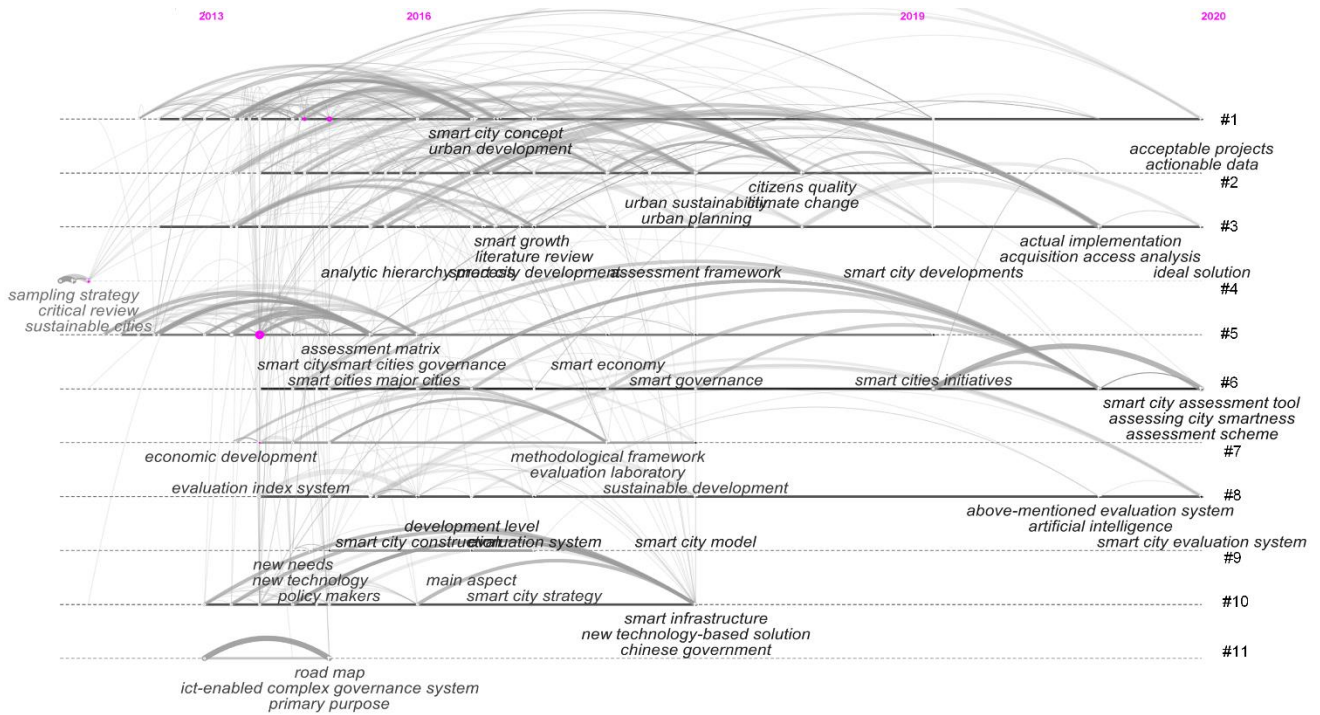 2013 2016 2019 2020
#1
smart city concept
urban development
acceptable projects
actionable data
#2
citizens quality
urban sustainability climate change
urban planning
#3
smart growth
literature review
actual implementation
acquisition access analysis
analytic hierarchy process smart city development assessment framework smart city developments ideal solution
#4
sampling strategy
critical review
sustainable cities
#5
assessment matrix
smart city smart cities governance smart economy
smart cities major cities smart governance smart cities initiatives
#6
smart city assessment tool
assessing city smartness
assessment scheme
#7
economic development methodological framework
evaluation laboratory
evaluation index system sustainable development
#8
above-mentioned evaluation system
artificial intelligence
development level
smart city construction evaluation system smart city model smart city evaluation system
#9
new needs
new technology main aspect
policy makers smart city strategy
#10
smart infrastructure
new technology-based solution
chinese government
#11
road map
ict-enabled complex governance system
primary purpose